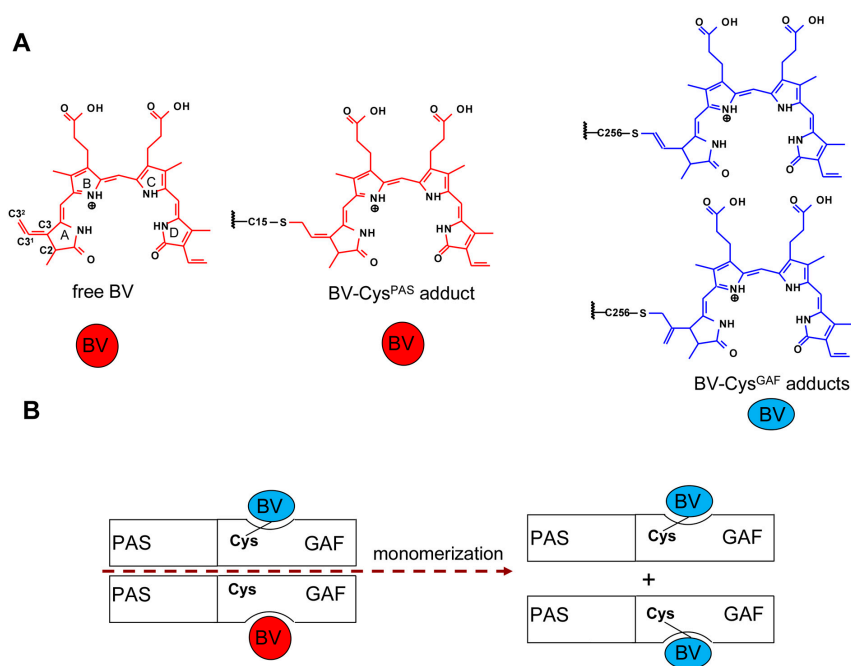 A
O OH
O OH
B
C
NH
⊕
NH
C3²
C3¹
C3
A
NH
C2
O
HN
D
O
free BV
BV
O OH
O OH
NH
⊕
NH
C15 S
NH
O
HN
O
BV-Cys^PAS adduct
BV
O OH
O OH
NH
⊕
NH
C256 S
NH
O
HN
O
O OH
O OH
NH
⊕
NH
C256 S
NH
O
HN
O
BV-Cys^GAF adducts
BV
B
BV
PAS Cys GAF
PAS Cys GAF
BV
monomerization
BV
PAS Cys GAF
+
PAS Cys GAF
BV